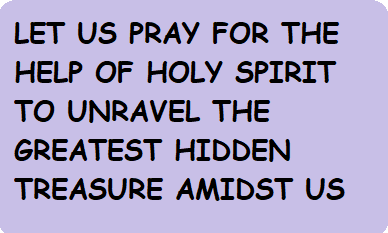 LET US PRAY FOR THE
HELP OF HOLY SPIRIT
TO UNRAVEL THE
GREATEST HIDDEN
TREASURE AMIDST US